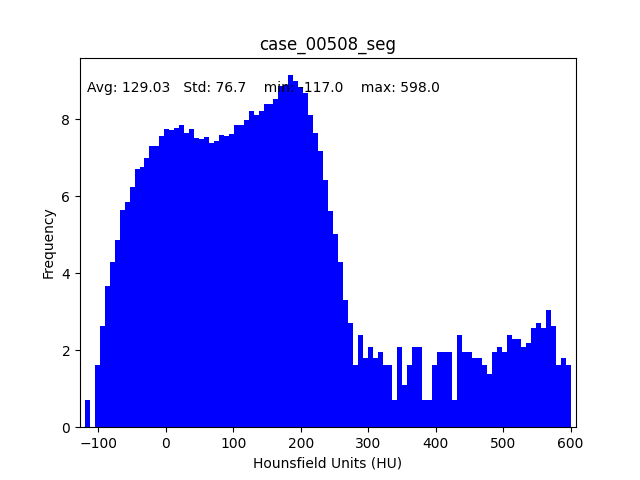 case_00508_seg
Avg: 129.03 Std: 76.7 min: -117.0 max: 598.0
8
6
4
2
0
Frequency
−100 0 100 200 300 400 500 600
Hounsfield Units (HU)